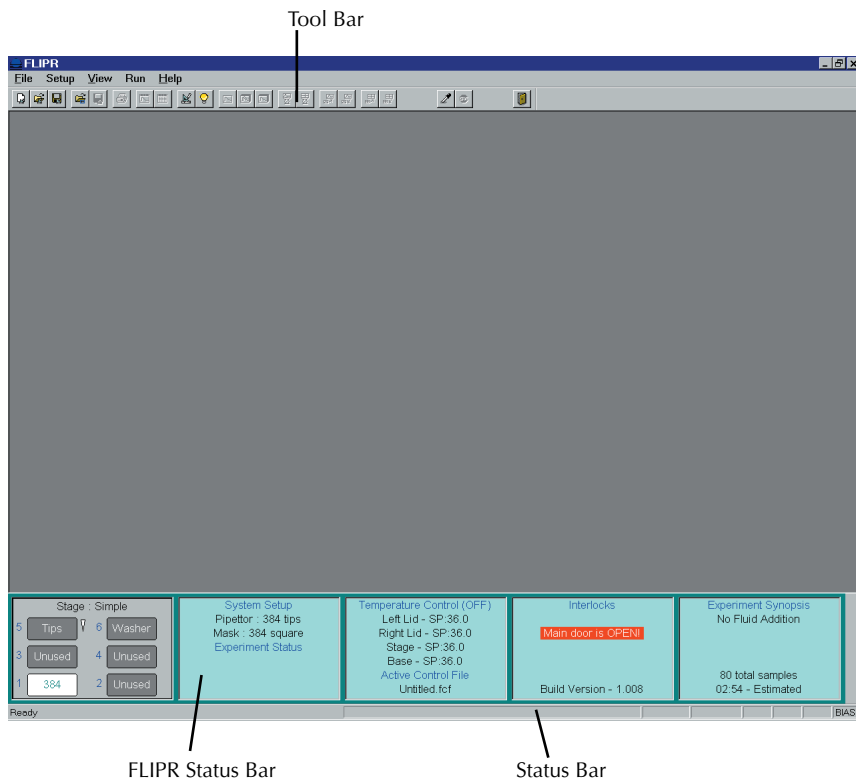 Tool Bar
FLIPR
File Setup View Run Help
Stage : Simple
5 Tips 6 Washer
3 Unused 4 Unused
1 384 2 Unused
System Setup
Pipettor : 384 tips
Mask : 384 square
Experiment Status
Temperature Control (OFF)
Left Lid - SP:36.0
Right Lid - SP:36.0
Stage - SP:36.0
Base - SP:36.0
Active Control File
Untitled.fcf
Interlocks
Main door is OPEN!
Build Version - 1.008
Experiment Synopsis
No Fluid Addition
80 total samples
02:54 - Estimated
Ready
BIAS
FLIPR Status Bar
Status Bar